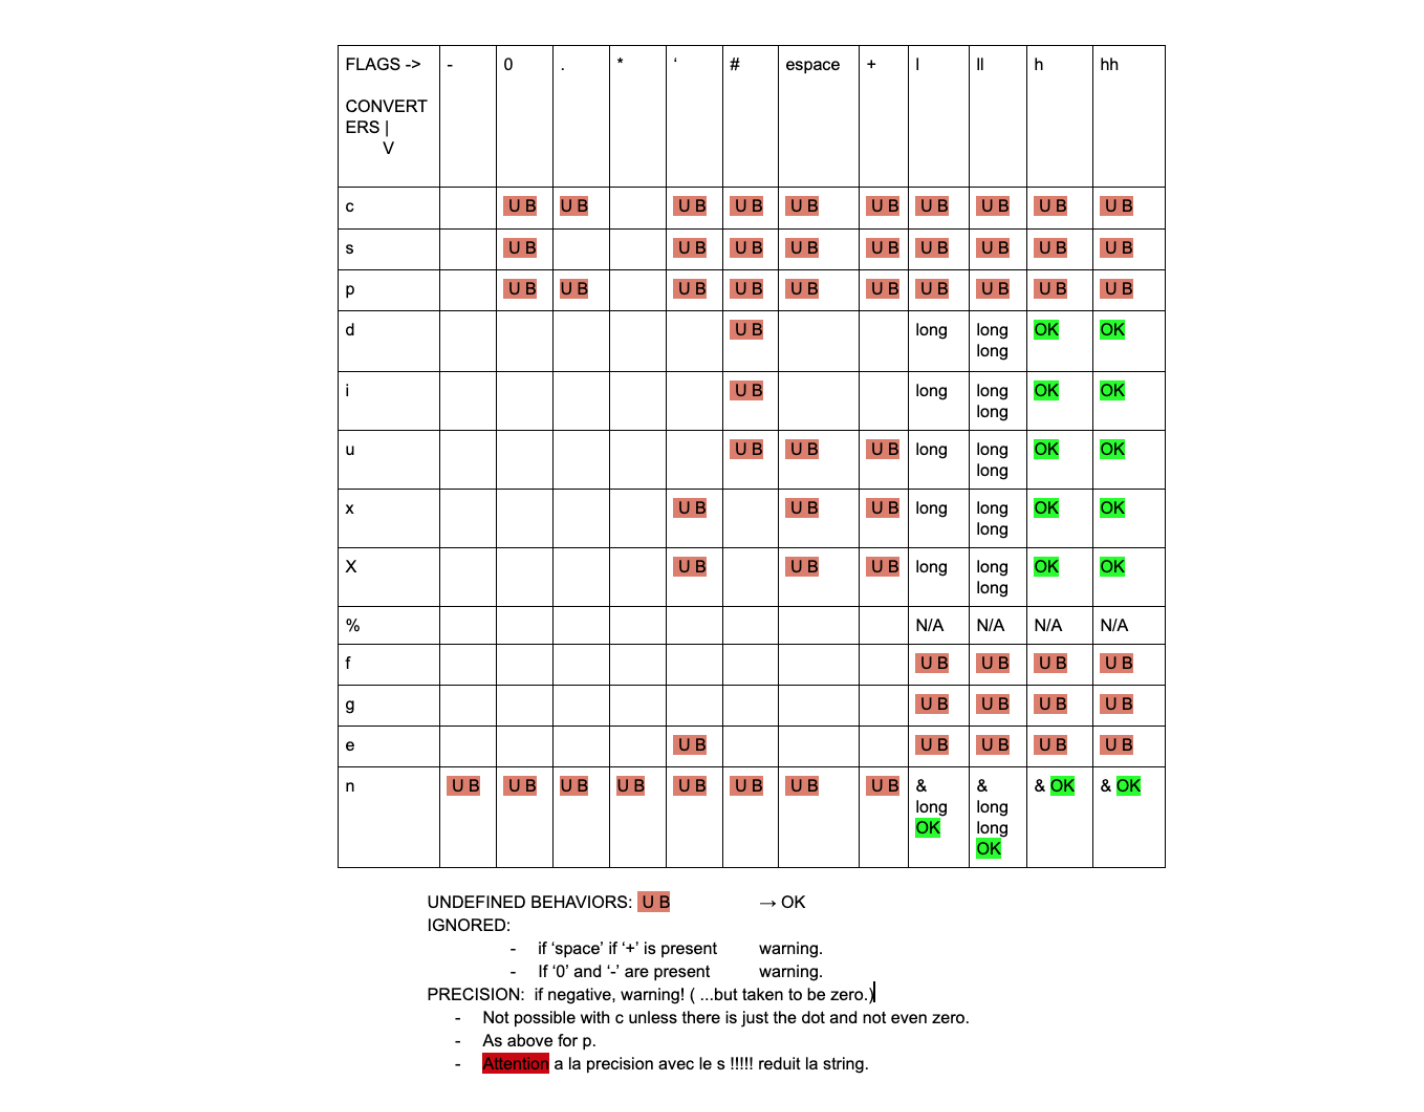 FLAGS -> - 0 . * ‘ # espace + l ll h hh
CONVERT
ERS |
V
c U B U B U B U B U B U B U B U B U B U B
s U B U B U B U B U B U B U B U B U B
p U B U B U B U B U B U B U B U B U B U B
d U B long long OK OK
long
i U B long long OK OK
long
u U B U B U B long long OK OK
long
x U B U B U B long long OK OK
long
X U B U B U B long long OK OK
long
% N/A N/A N/A N/A
f U B U B U B U B
g U B U B U B U B
e U B U B U B U B U B
n U B U B U B U B U B U B U B U B & & & OK & OK
long long
OK long
OK
UNDEFINED BEHAVIORS: U B → OK
IGNORED:
- if ‘space’ if ‘+’ is present warning.
- If ‘0’ and ‘-’ are present warning.
PRECISION: if negative, warning! ( ...but taken to be zero.)
- Not possible with c unless there is just the dot and not even zero.
- As above for p.
- Attention a la precision avec le s !!!!! reduit la string.